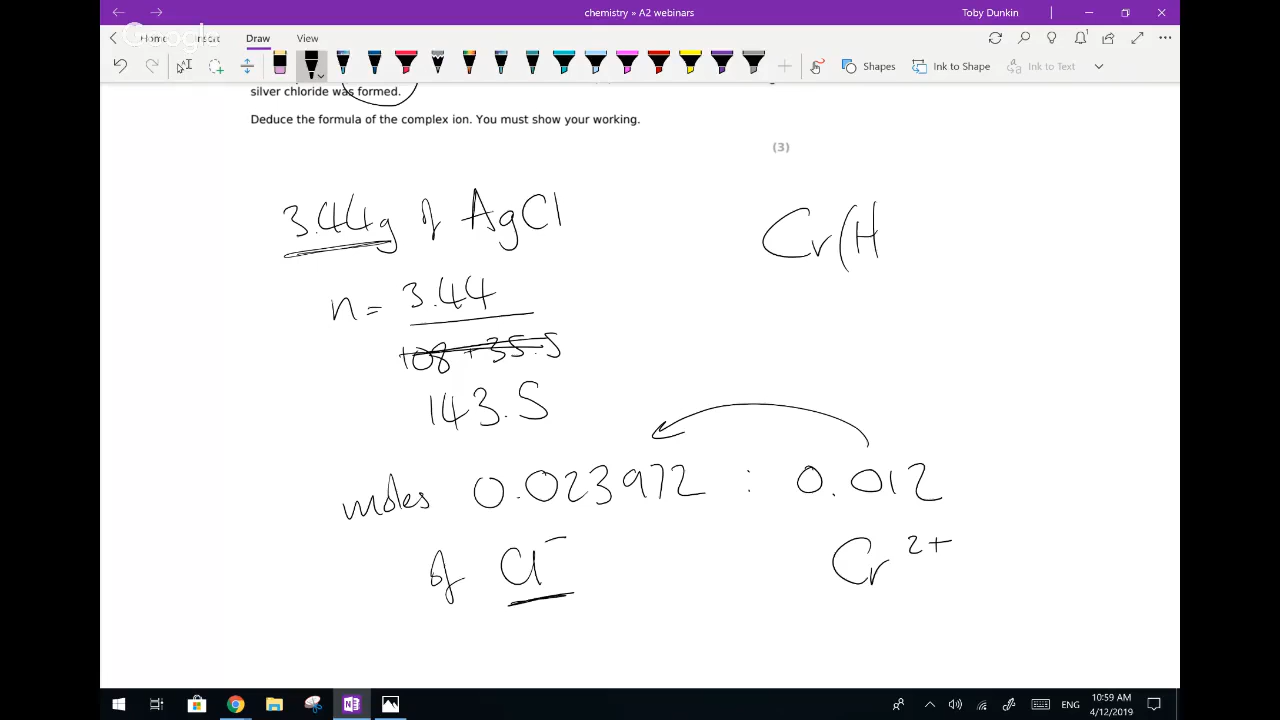 chemistry » A2 webinars
Toby Dunkin
Google
Home Insert Draw View
Shapes Ink to Shape Ink to Text
silver chloride was formed.
Deduce the formula of the complex ion. You must show your working.
(3)
3.44g of AgCl
Cr(H
n = 3.44
108 + 35.5
143.5
moles 0.023972 : 0.012
of Cl⁻ Cr²⁺
ENG
10:59 AM
4/12/2019